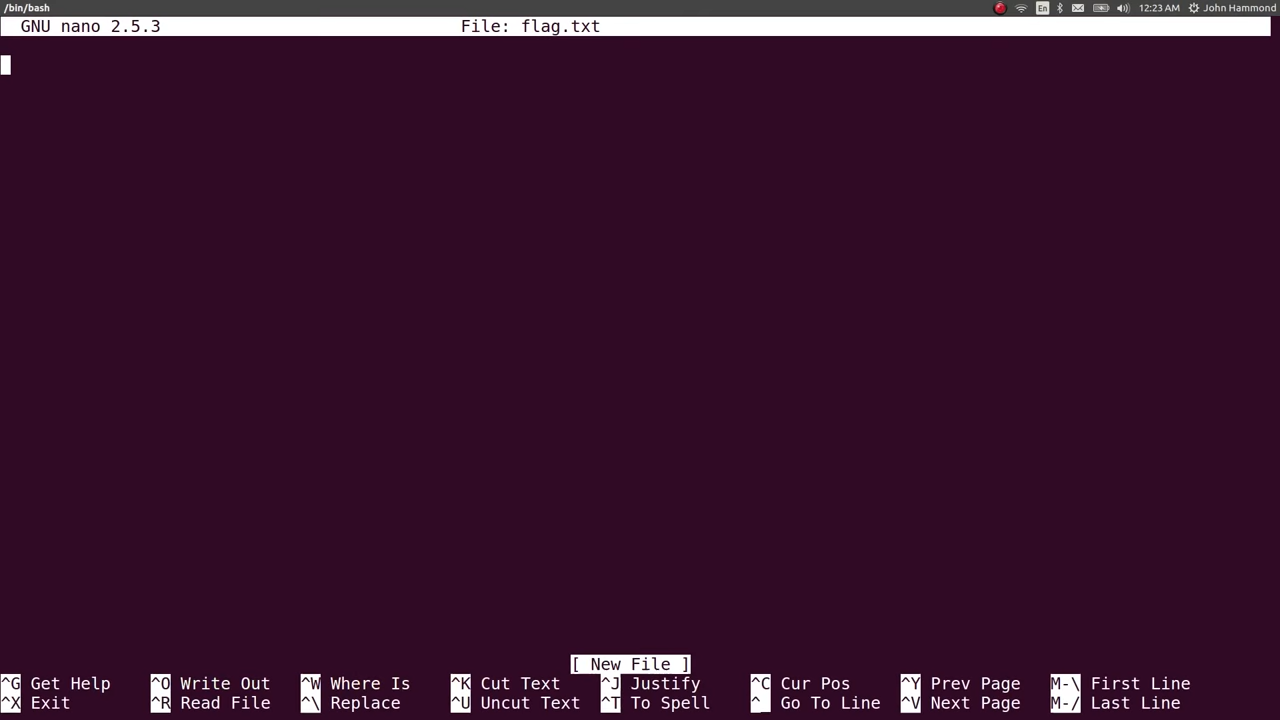 /bin/bash
En 12:23 AM John Hammond
GNU nano 2.5.3 File: flag.txt
[ New File ]
^G Get Help ^O Write Out ^W Where Is ^K Cut Text ^J Justify ^C Cur Pos ^Y Prev Page M-\ First Line
^X Exit ^R Read File ^\ Replace ^U Uncut Text ^T To Spell ^_ Go To Line ^V Next Page M-/ Last Line